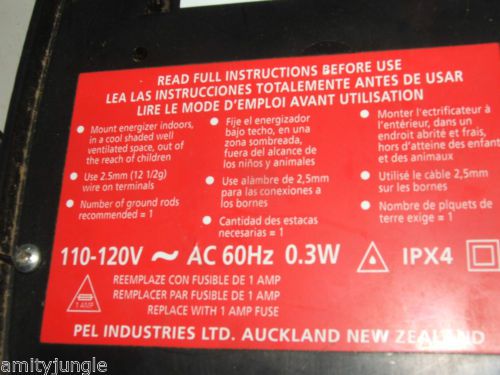 READ FULL INSTRUCTIONS BEFORE USE
LEA LAS INSTRUCCIONES TOTALEMENTE ANTES DE USAR
LIRE LE MODE D'EMPLOI AVANT UTILISATION
Mount energizer indoors,
in a cool shaded well
ventilated space, out of
the reach of children
Use 2.5mm (12 1/2g)
wire on terminals
Number of ground rods
recommended = 1
Fije el energizador
bajo techo, en una
zona sombreada,
fuera del alcance de
los niños y animales
Use alambre de 2,5mm
para las conexiones a
los bornes
Cantidad des estacas
necesarias = 1
Monter l'ectrificateur à
l'entérieur, dans un
endroit abrité et frais,
hors d'atteine des enfant
et des animaux
Utilisé le câble 2,5mm
sur les bornes
Nombre de piquets de
terre exige = 1
110-120V ~ AC 60Hz 0.3W IPX4
1 AMP
REEMPLAZE CON FUSIBLE DE 1 AMP
REMPLACER PAR FUSIBLE DE 1 AMP
REPLACE WITH 1 AMP FUSE
PEL INDUSTRIES LTD. AUCKLAND NEW ZEALAND
amityjungle
amityjungle